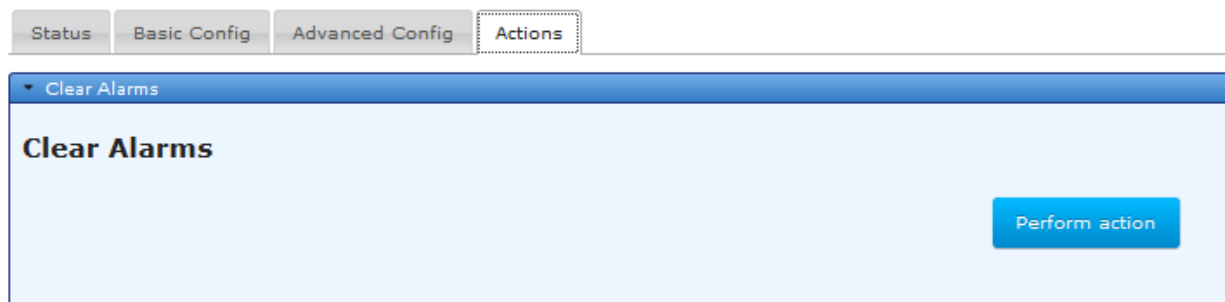 Status Basic Config Advanced Config Actions
Clear Alarms
Clear Alarms
Perform action